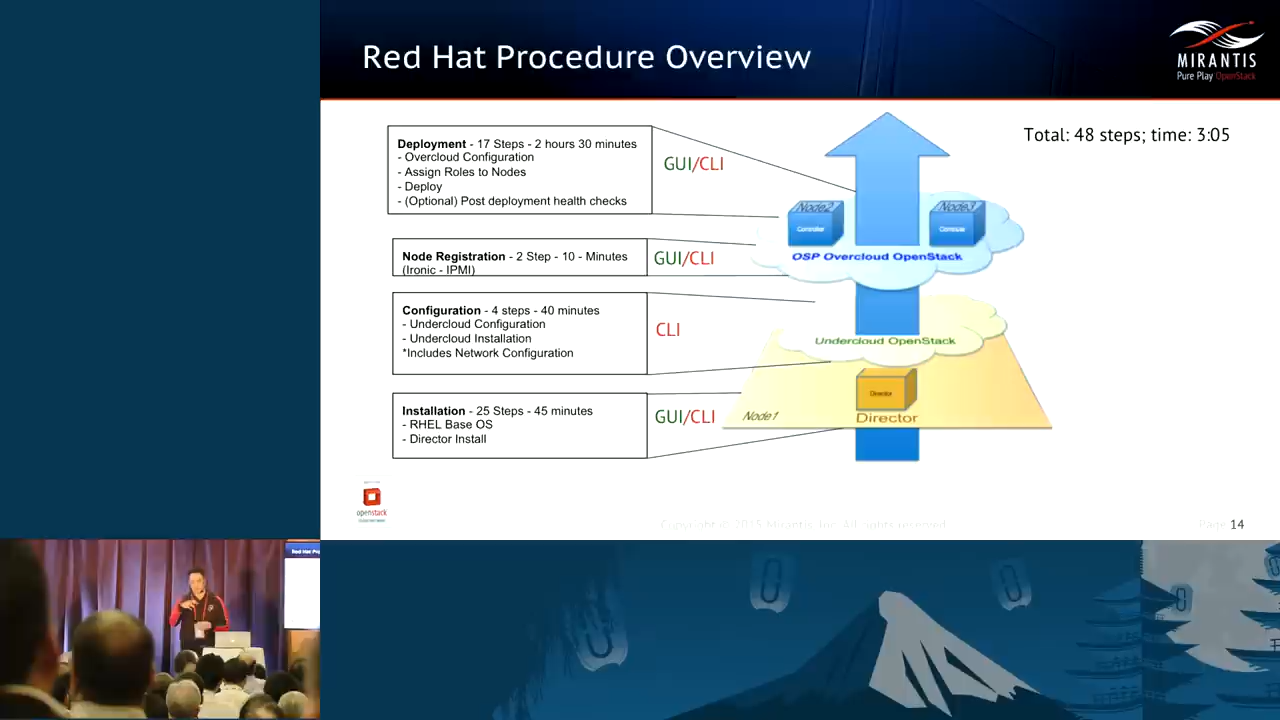 Red Hat Procedure Overview
MIRANTIS
Pure Play OpenStack
Total: 48 steps; time: 3:05
Deployment - 17 Steps - 2 hours 30 minutes
- Overcloud Configuration
- Assign Roles to Nodes
- Deploy
- (Optional) Post deployment health checks
GUI/CLI
Node2
Node3
Controller
OSP Overcloud OpenStack
Node Registration - 2 Step - 10 - Minutes
(Ironic - IPMI)
GUI/CLI
Configuration - 4 steps - 40 minutes
- Undercloud Configuration
- Undercloud Installation
*Includes Network Configuration
CLI
Undercloud OpenStack
Installation - 25 Steps - 45 minutes
- RHEL Base OS
- Director Install
GUI/CLI
Director
Node1
Director
openstack
Copyright © 2015 Mirantis, Inc. All rights reserved
Page 14
Red Hat Pro